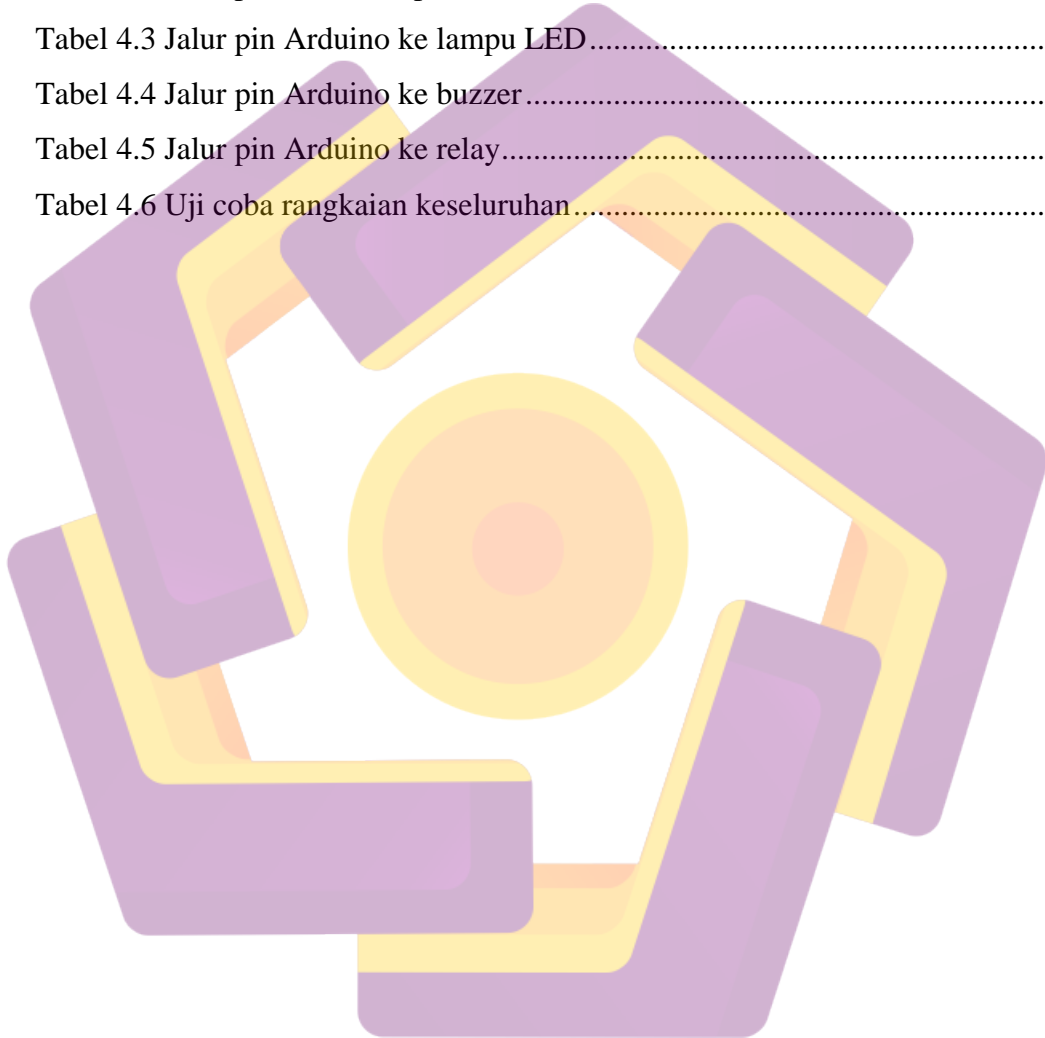 Tabel 4.3 Jalur pin Arduino ke lampu LED........................................................
Tabel 4.4 Jalur pin Arduino ke buzzer................................................................
Tabel 4.5 Jalur pin Arduino ke relay...................................................................
Tabel 4.6 Uji coba rangkaian keseluruhan..........................................................